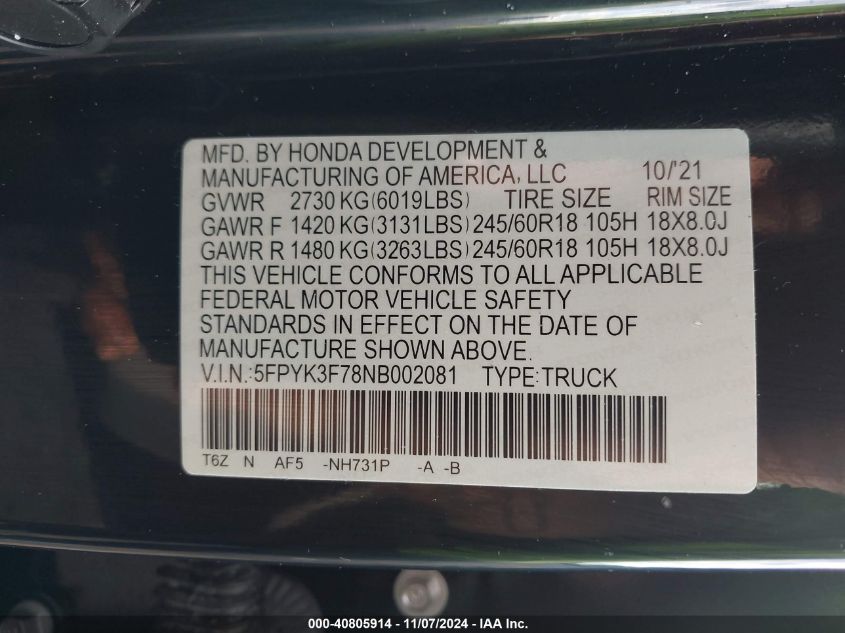 MFD. BY HONDA DEVELOPMENT &
MANUFACTURING OF AMERICA, LLC 10/'21
GVWR 2730 KG(6019LBS) TIRE SIZE RIM SIZE
GAWR F 1420 KG(3131LBS) 245/60R18 105H 18X8.0J
GAWR R 1480 KG(3263LBS) 245/60R18 105H 18X8.0J
THIS VEHICLE CONFORMS TO ALL APPLICABLE
FEDERAL MOTOR VEHICLE SAFETY
STANDARDS IN EFFECT ON THE DATE OF
MANUFACTURE SHOWN ABOVE.
V.I.N.:5FPYK3F78NB002081 TYPE:TRUCK
T6Z N AF5 -NH731P -A -B
000-40805914 - 11/07/2024 - IAA Inc.